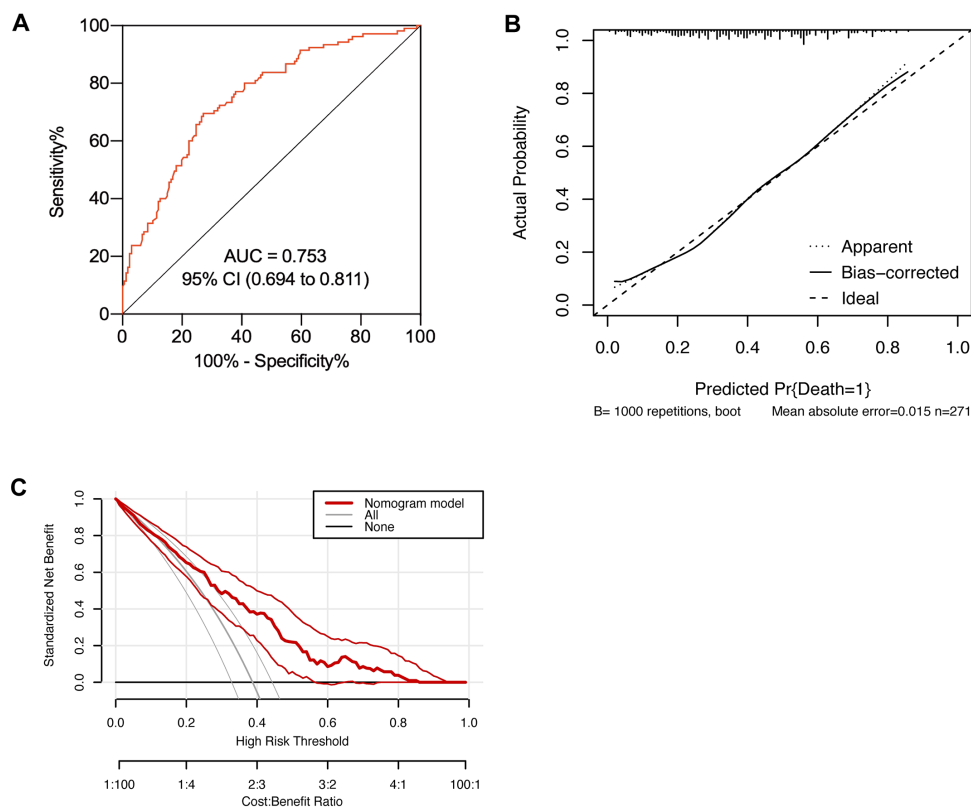 A
100
80
60
40
20
0
Sensitivity%
AUC = 0.753
95% CI (0.694 to 0.811)
0 20 40 60 80 100
100% - Specificity%
B
1.0
0.8
0.6
0.4
0.2
0.0
Actual Probability
Apparent
Bias-corrected
Ideal
0.0 0.2 0.4 0.6 0.8 1.0
Predicted Pr{Death=1}
B= 1000 repetitions, boot Mean absolute error=0.015 n=271
C
1.0
0.8
0.6
0.4
0.2
0.0
Standardized Net Benefit
Nomogram model
All
None
0.0 0.2 0.4 0.6 0.8 1.0
High Risk Threshold
1:100 1:4 2:3 3:2 4:1 100:1
Cost:Benefit Ratio